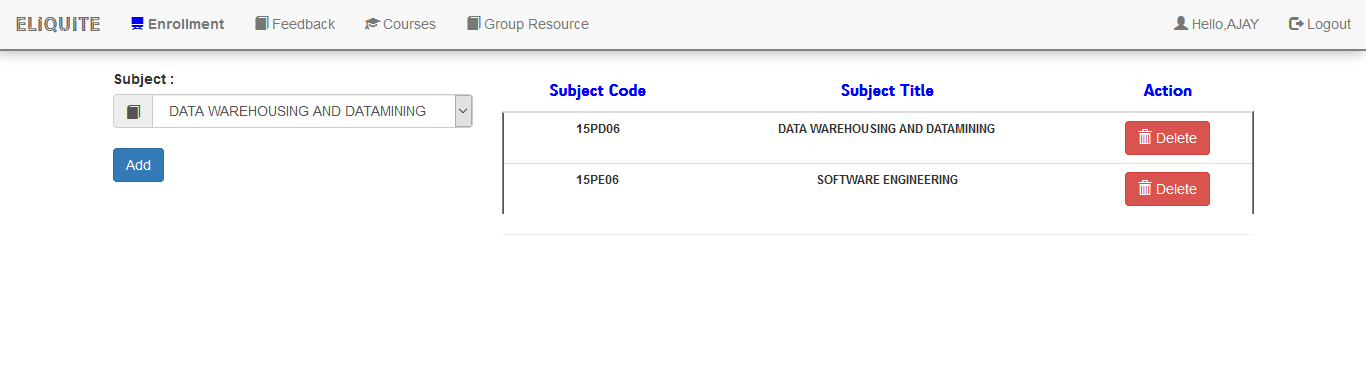 ELiQUiTE Enrollment Feedback Courses Group Resource Hello,AJAY Logout
Subject :
DATA WAREHOUSING AND DATAMINING
Add
Subject Code Subject Title Action
15PD06 DATA WAREHOUSING AND DATAMINING Delete
15PE06 SOFTWARE ENGINEERING Delete